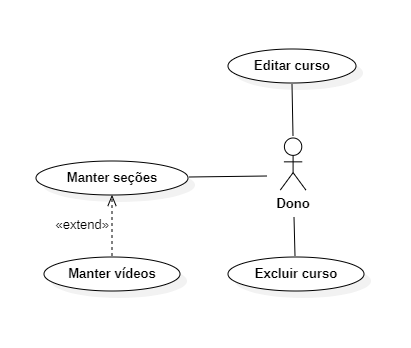 Editar curso
Manter seções
Dono
«extend»
Manter vídeos
Excluir curso